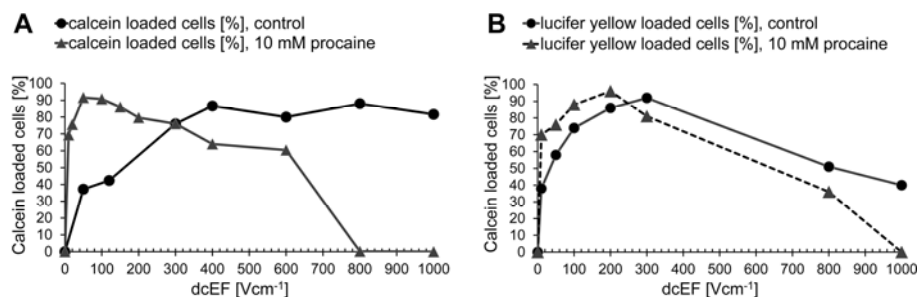 A
calcein loaded cells [%], control
calcein loaded cells [%], 10 mM procaine
Calcein loaded cells [%]
100
90
80
70
60
50
40
30
20
10
0
0 100 200 300 400 500 600 700 800 900 1000
dcEF [Vcm⁻¹]
B
lucifer yellow loaded cells [%], control
lucifer yellow loaded cells [%], 10 mM procaine
Calcein loaded cells [%]
100
90
80
70
60
50
40
30
20
10
0
0 100 200 300 400 500 600 700 800 900 1000
dcEF [Vcm⁻¹]